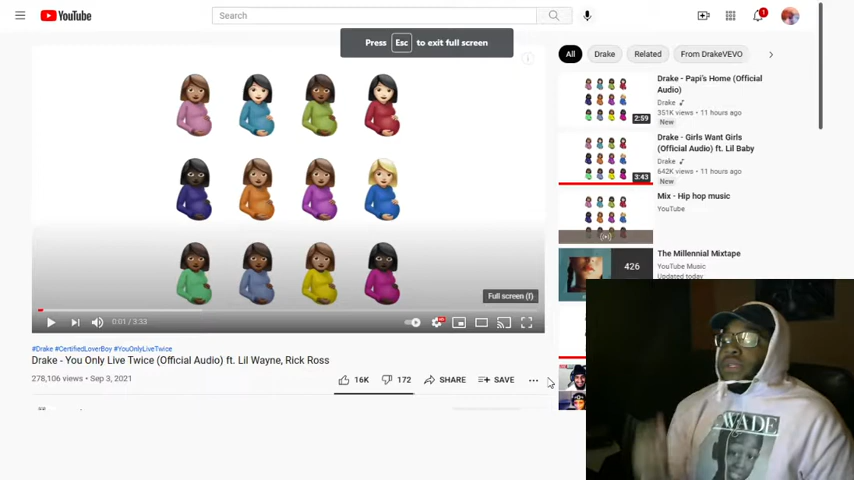 YouTube
Search
1
Press Esc to exit full screen
All
Drake
Related
From DrakeVEVO
Drake - Papi's Home (Official
Audio)
Drake
351K views • 11 hours ago
New
2:59
Drake - Girls Want Girls
(Official Audio) ft. Lil Baby
Drake
642K views • 11 hours ago
New
3:43
Mix - Hip hop music
YouTube
The Millennial Mixtape
YouTube Music
Updated today
426
Full screen (f)
0:01 / 3:33
#Drake #CertifiedLoverBoy #YouOnlyLiveTwice
Drake - You Only Live Twice (Official Audio) ft. Lil Wayne, Rick Ross
278,106 views • Sep 3, 2021
16K
172
SHARE
SAVE
WADE